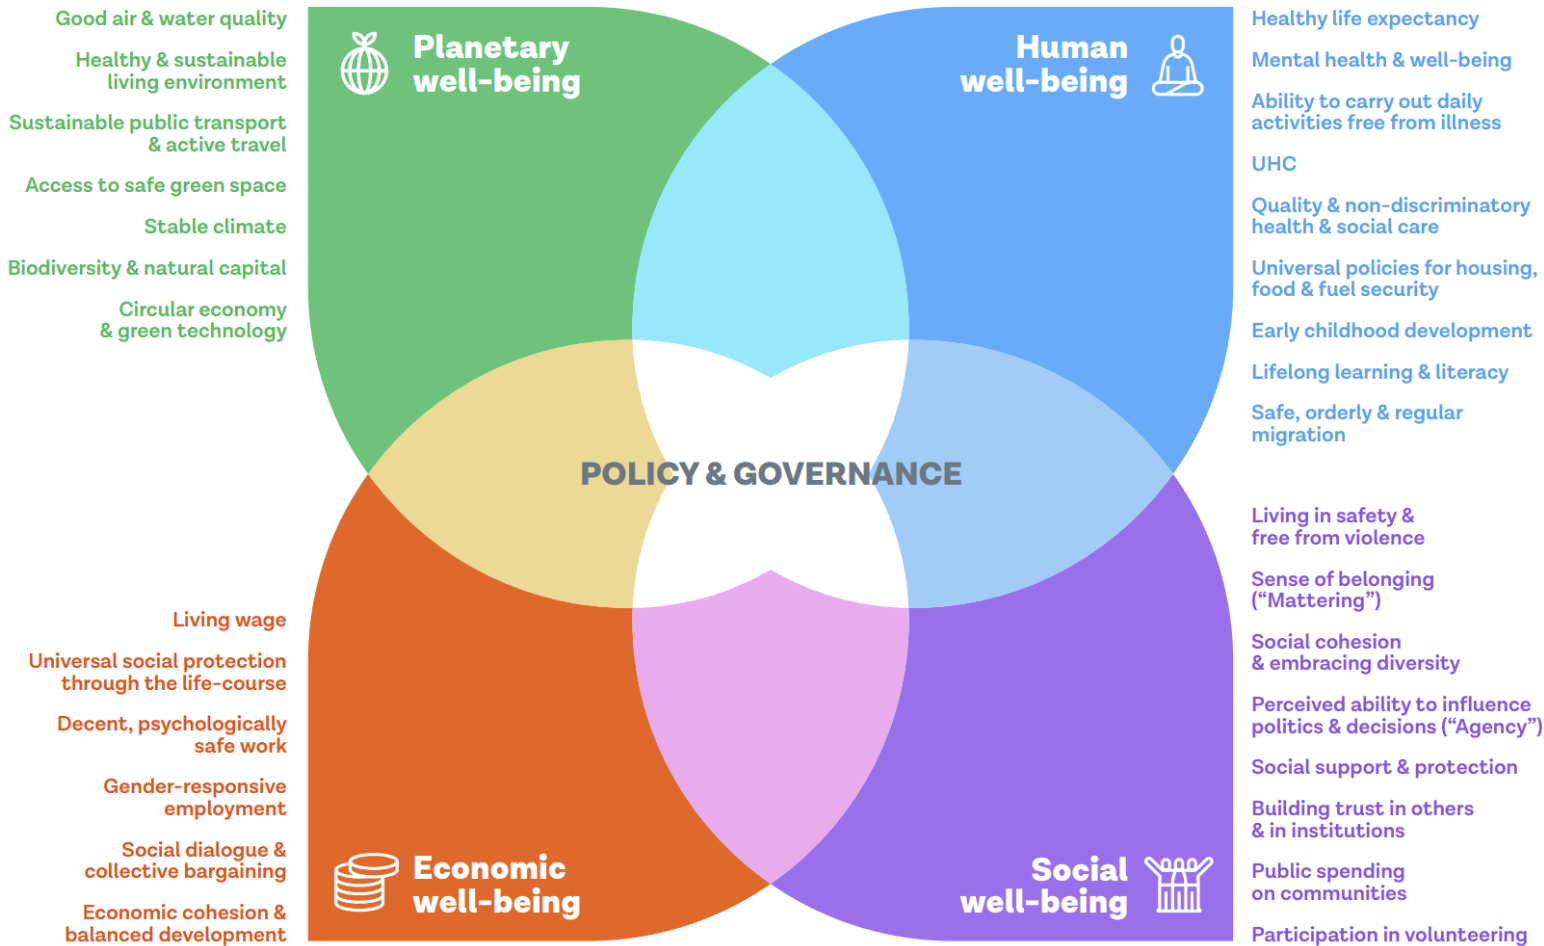 Good air & water quality
Healthy & sustainable
living environment
Sustainable public transport
& active travel
Access to safe green space
Stable climate
Biodiversity & natural capital
Circular economy
& green technology
Planetary
well-being
Human
well-being
Healthy life expectancy
Mental health & well-being
Ability to carry out daily
activities free from illness
UHC
Quality & non-discriminatory
health & social care
Universal policies for housing,
food & fuel security
Early childhood development
Lifelong learning & literacy
Safe, orderly & regular
migration
POLICY & GOVERNANCE
Living wage
Universal social protection
through the life-course
Decent, psychologically
safe work
Gender-responsive
employment
Social dialogue &
collective bargaining
Economic cohesion &
balanced development
Economic
well-being
Social
well-being
Living in safety &
free from violence
Sense of belonging
(“Mattering”)
Social cohesion
& embracing diversity
Perceived ability to influence
politics & decisions (“Agency”)
Social support & protection
Building trust in others
& in institutions
Public spending
on communities
Participation in volunteering